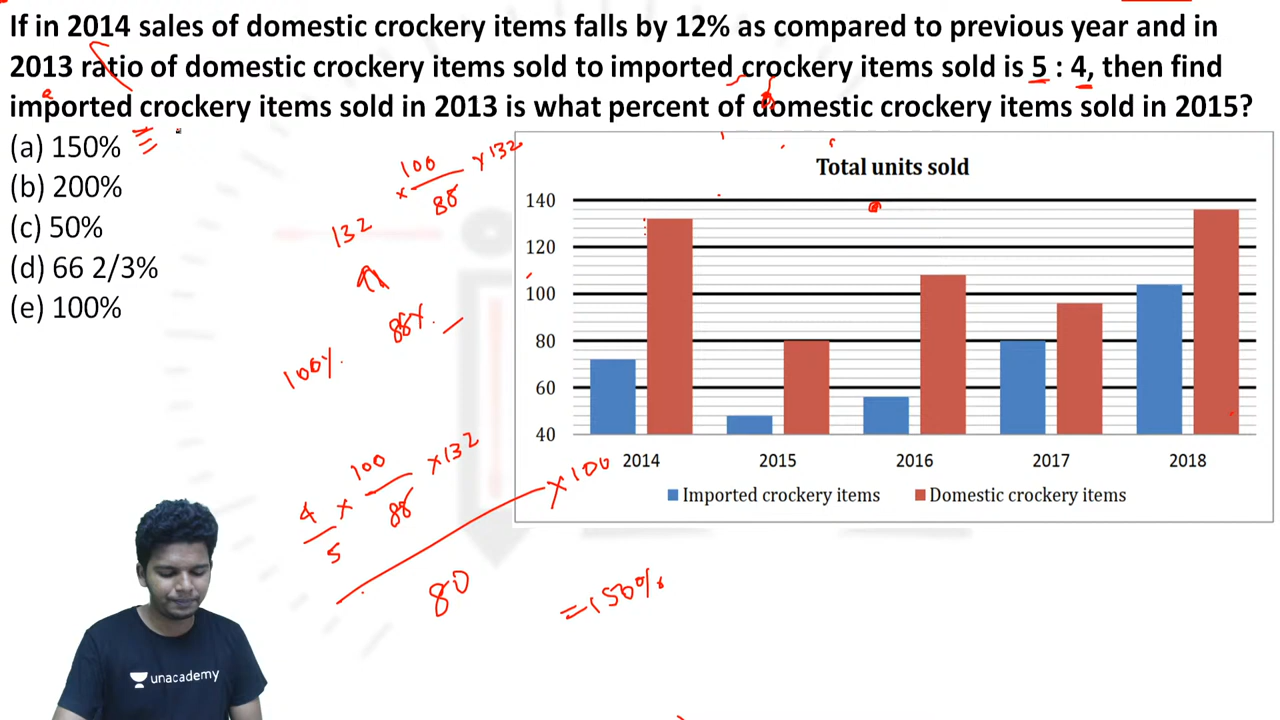 If in 2014 sales of domestic crockery items falls by 12% as compared to previous year and in
2013 ratio of domestic crockery items sold to imported crockery items sold is 5 : 4, then find
imported crockery items sold in 2013 is what percent of domestic crockery items sold in 2015?
(a) 150%
(b) 200%
(c) 50%
(d) 66 2/3%
(e) 100%
132
× 100/88 × 132
88%
100%
4/5 × 100/88 × 132
80
× 100
= 150%
Total units sold
140
120
100
80
60
40
2014 2015 2016 2017 2018
Imported crockery items Domestic crockery items
unacademy